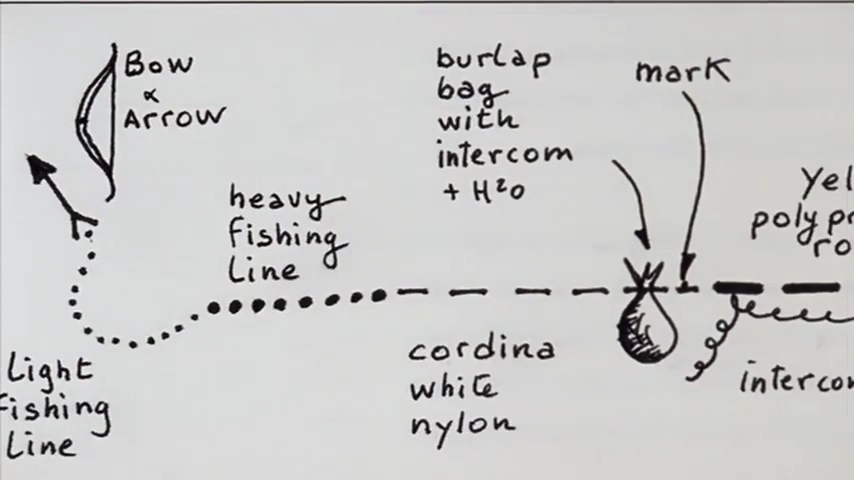 Bow
&
Arrow
burlap
bag
with
intercom
+ H2O
mark
heavy
fishing
line
Light
Fishing
Line
cordina
white
nylon